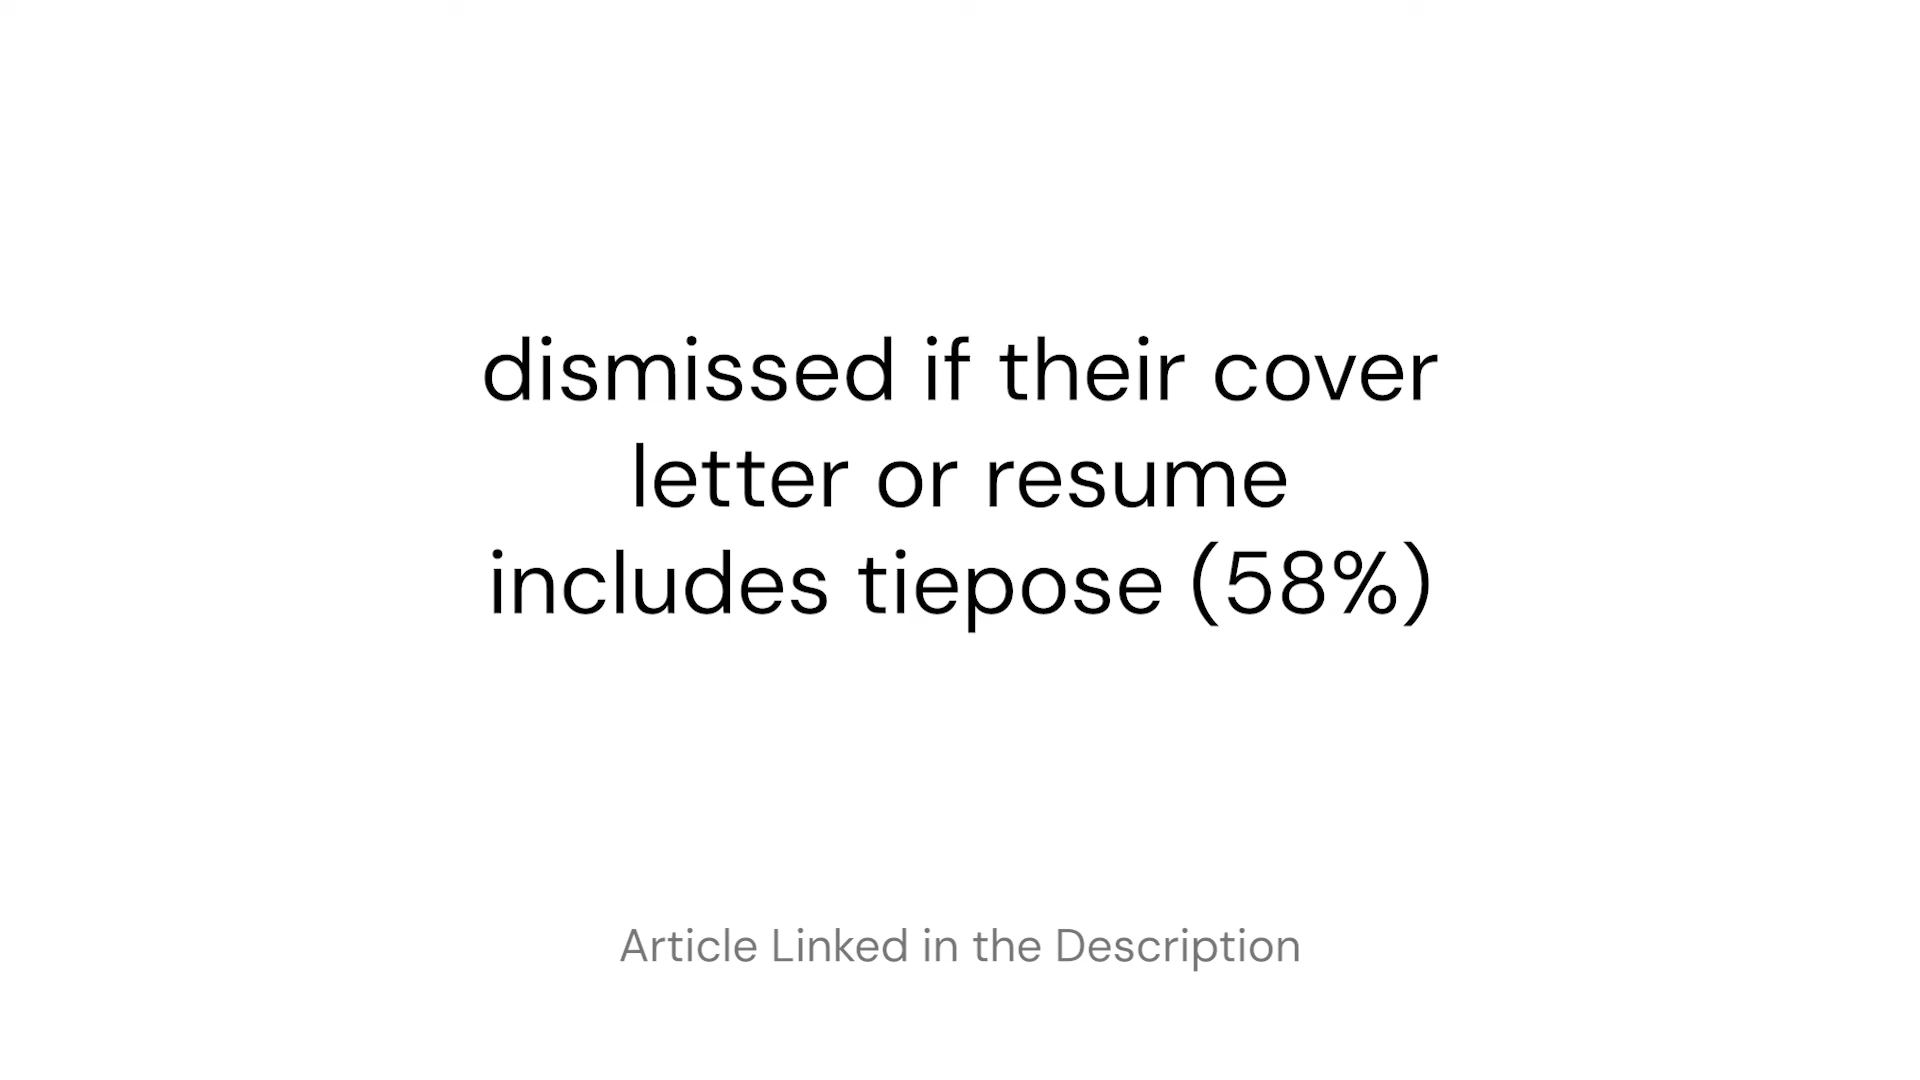 dismissed if their cover
letter or resume
includes tiepose (58%)
Article Linked in the Description